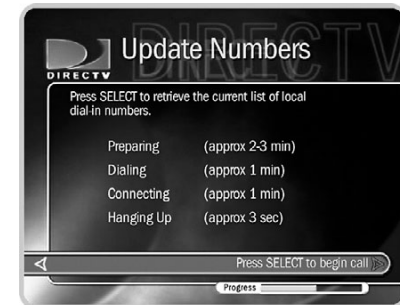 DIRECTV
Update Numbers
DIRECTV
Press SELECT to retrieve the current list of local
dial-in numbers.
Preparing (approx 2-3 min)
Dialing (approx 1 min)
Connecting (approx 1 min)
Hanging Up (approx 3 sec)
Press SELECT to begin call
Progress